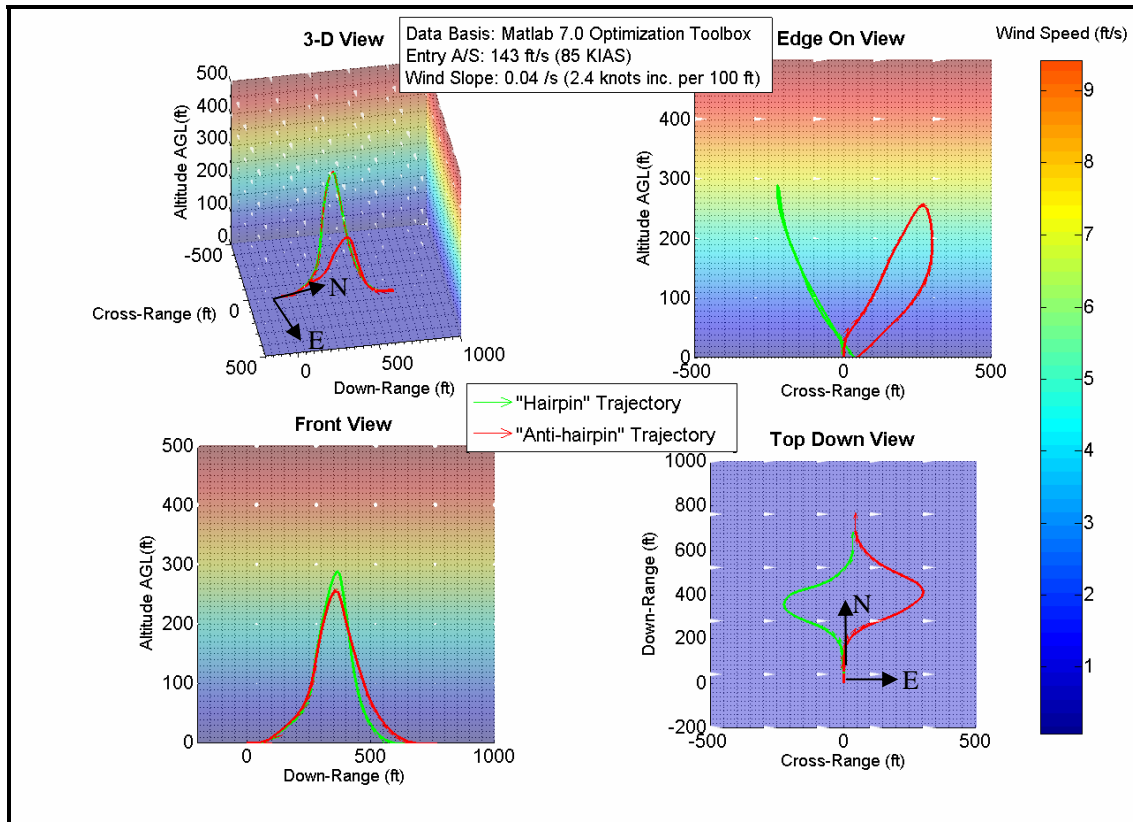 3-D View
Data Basis: Matlab 7.0 Optimization Toolbox
Entry A/S: 143 ft/s (85 KIAS)
Wind Slope: 0.04 /s (2.4 knots inc. per 100 ft)
Edge On View
Wind Speed (ft/s)
500
400
300
200
100
0
-500
0
500
Altitude AGL(ft)
Cross-Range (ft)
0
500
1000
Down-Range (ft)
N
E
400
300
200
100
0
-500
0
500
Altitude AGL(ft)
Cross-Range (ft)
9
8
7
6
5
4
3
2
1
"Hairpin" Trajectory
"Anti-hairpin" Trajectory
Front View
500
400
300
200
100
0
0
500
1000
Altitude AGL(ft)
Down-Range (ft)
Top Down View
1000
800
600
400
200
0
-200
-500
0
500
Down-Range (ft)
Cross-Range (ft)
N
E